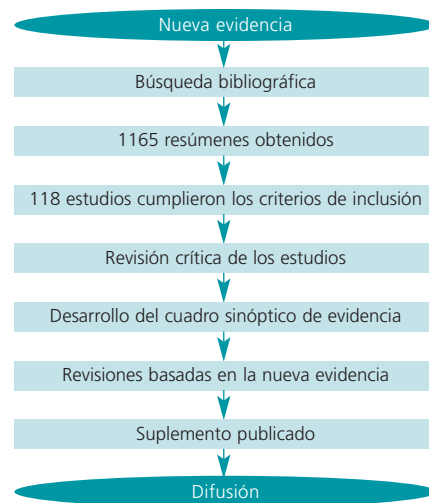 Nueva evidencia
Búsqueda bibliográfica
1165 resúmenes obtenidos
118 estudios cumplieron los criterios de inclusión
Revisión crítica de los estudios
Desarrollo del cuadro sinóptico de evidencia
Revisiones basadas en la nueva evidencia
Suplemento publicado
Difusión